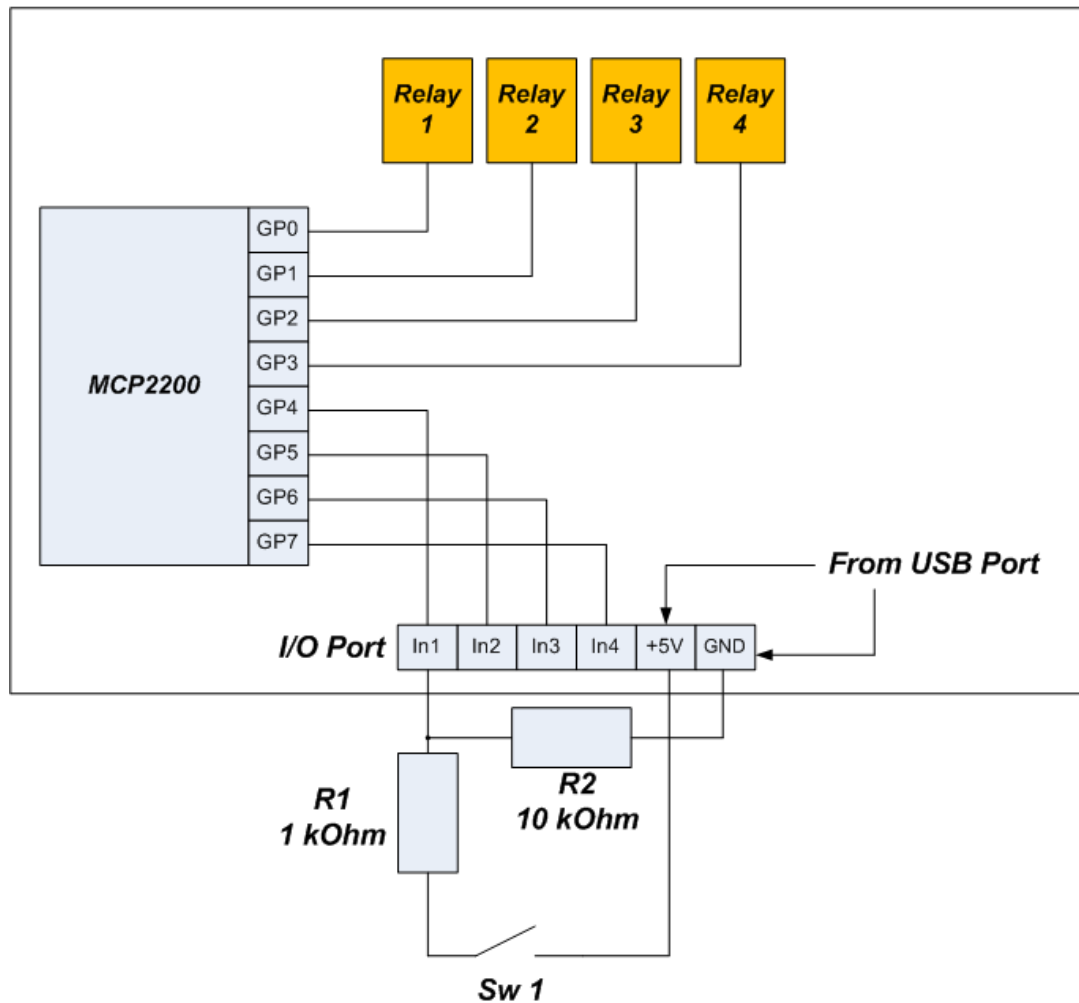 Relay
1
Relay
2
Relay
3
Relay
4
GP0
GP1
GP2
GP3
MCP2200
GP4
GP5
GP6
GP7
From USB Port
I/O Port
In1
In2
In3
In4
+5V
GND
R1
1 kOhm
R2
10 kOhm
Sw 1